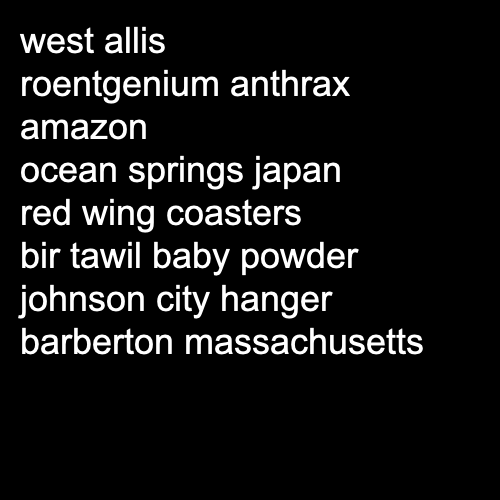 west allis
roentgenium anthrax
amazon
ocean springs japan
red wing coasters
bir tawil baby powder
johnson city hanger
barberton massachusetts